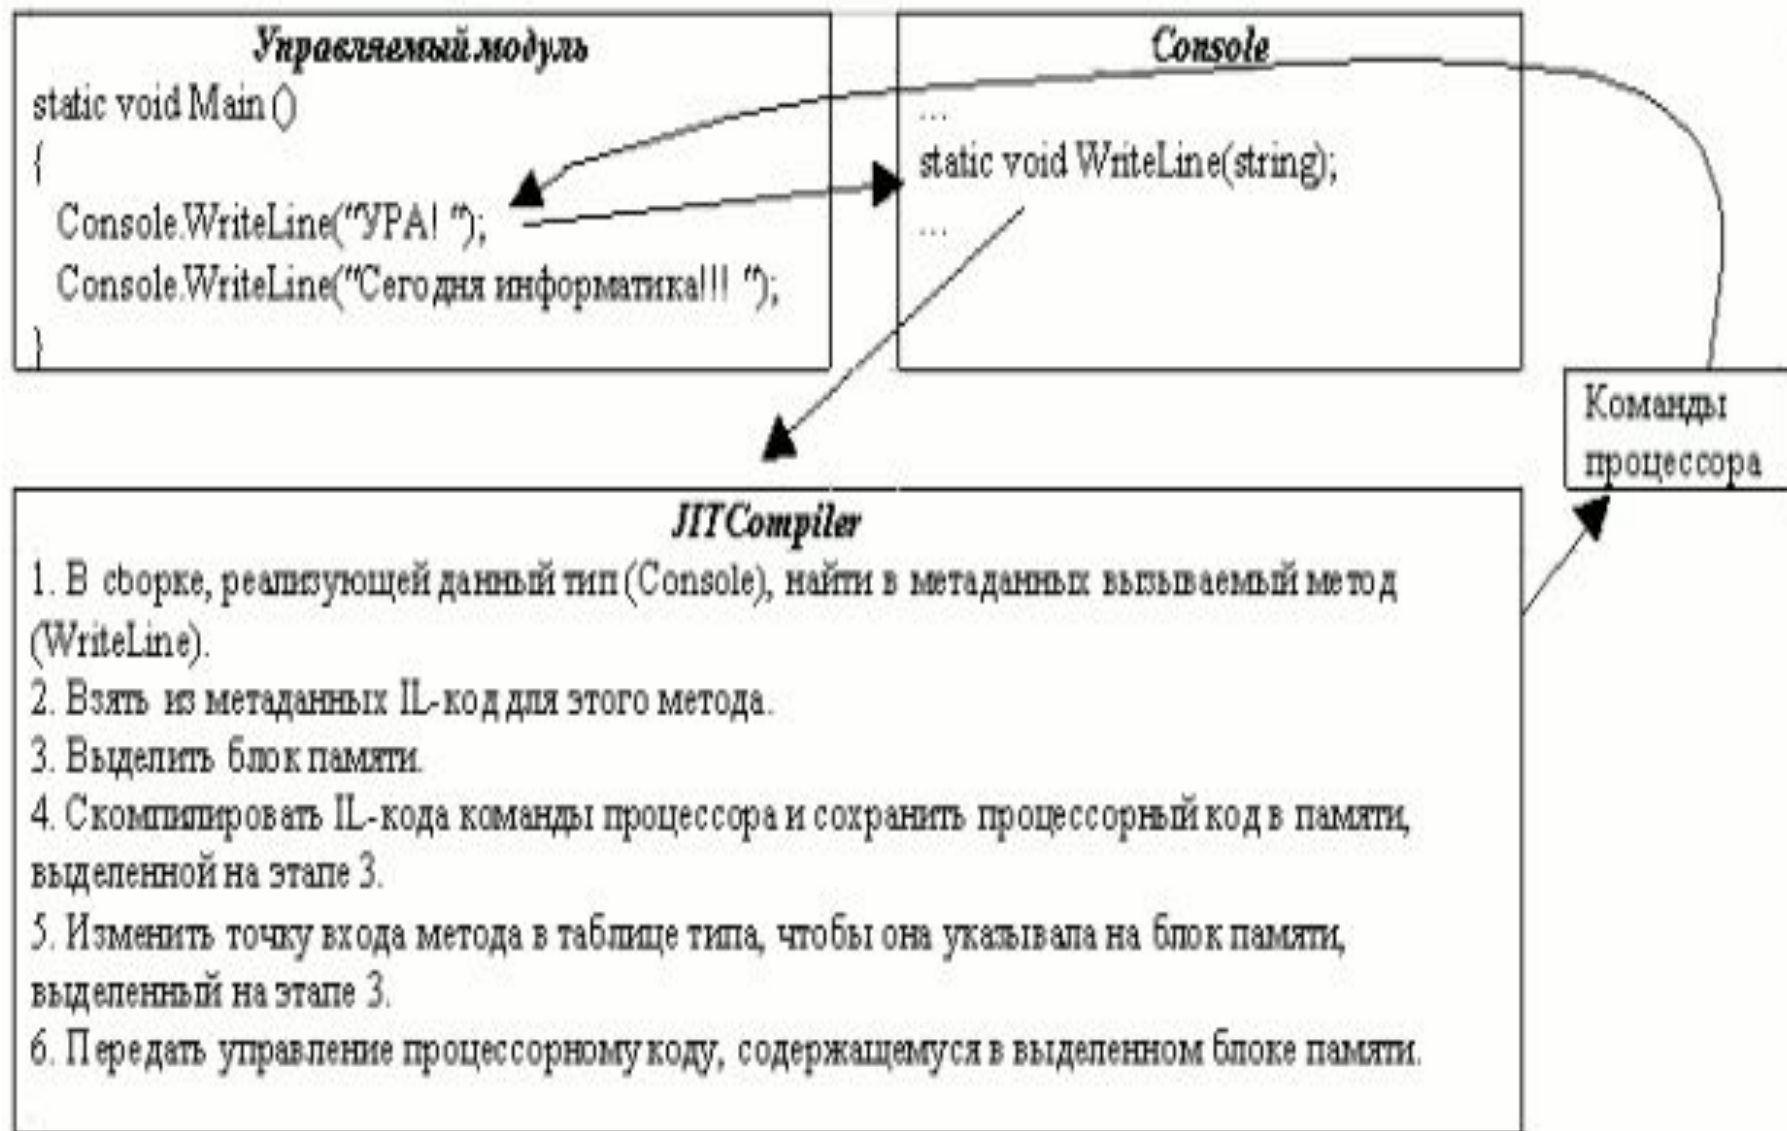 Управляемый модуль
static void Main ()
{
Console.WriteLine("УРА! ");
Console.WriteLine("Сегодня информатика!!! ");
}
Console
...
static void WriteLine(string);
...
Команды
процессора
JITCompiler
1. В сборке, реализующей данный тип (Console), найти в метаданных вызываемый метод
(WriteLine).
2. Взять из метаданных IL-код для этого метода.
3. Выделить блок памяти.
4. Скомпилировать IL-кода команды процессора и сохранить процессорный код в памяти,
выделенной на этапе 3.
5. Изменить точку входа метода в таблице типа, чтобы она указывала на блок памяти,
выделенный на этапе 3.
6. Передать управление процессорному коду, содержащемуся в выделенном блоке памяти.